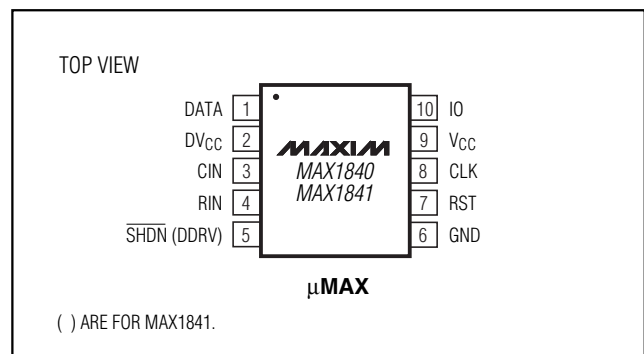 TOP VIEW
DATA 1
DVCC 2
CIN 3
RIN 4
SHDN (DDRV) 5
MAXIM
MAX1840
MAX1841
10 IO
9 VCC
8 CLK
7 RST
6 GND
µMAX
( ) ARE FOR MAX1841.